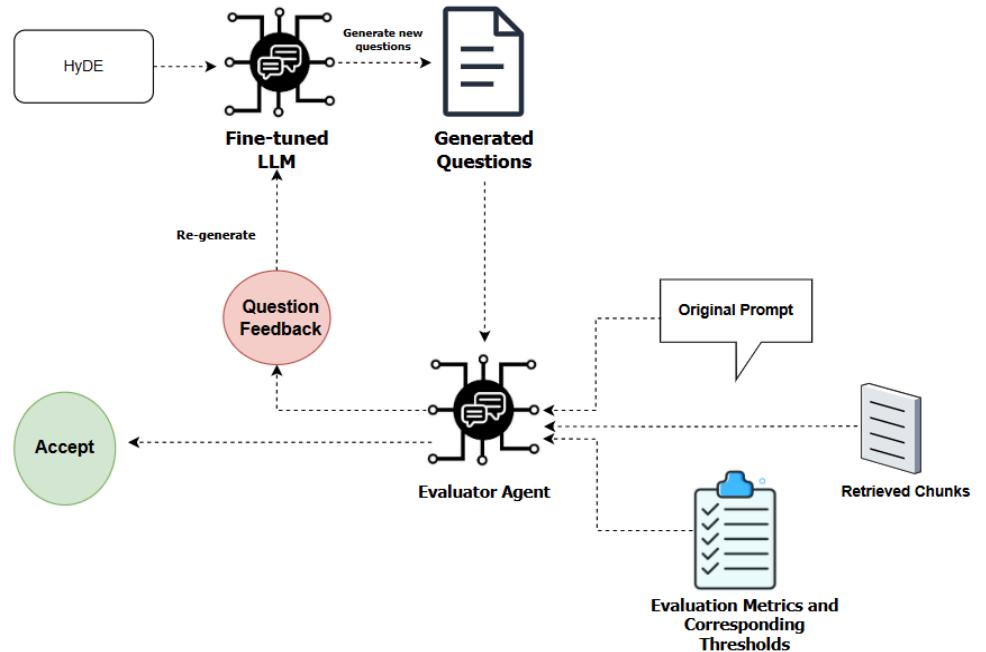 HyDE
Generate new
questions
Fine-tuned
LLM
Generated
Questions
Re-generate
Question
Feedback
Original Prompt
Accept
Evaluator Agent
Retrieved Chunks
Evaluation Metrics and
Corresponding
Thresholds